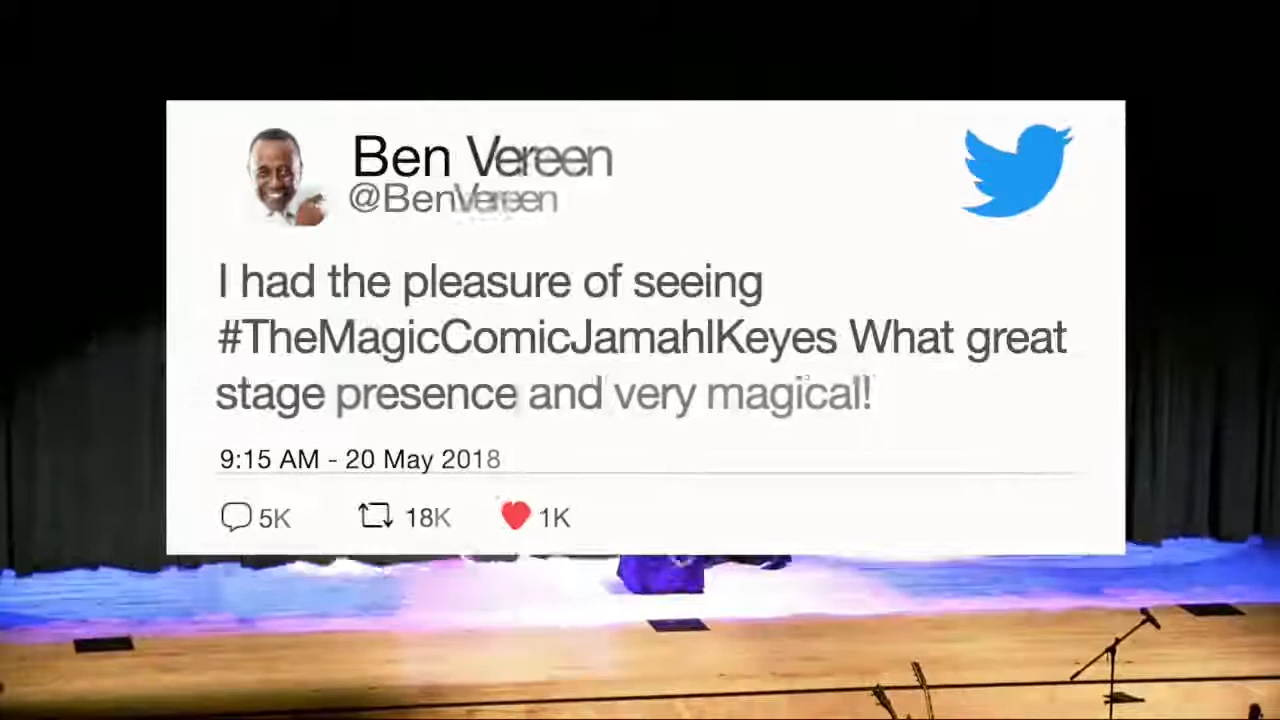 Ben Vereen
@BenVereen
I had the pleasure of seeing
#TheMagicComicJamahlKeyes What great
stage presence and very magical!
9:15 AM - 20 May 2018
5K 18K 1K